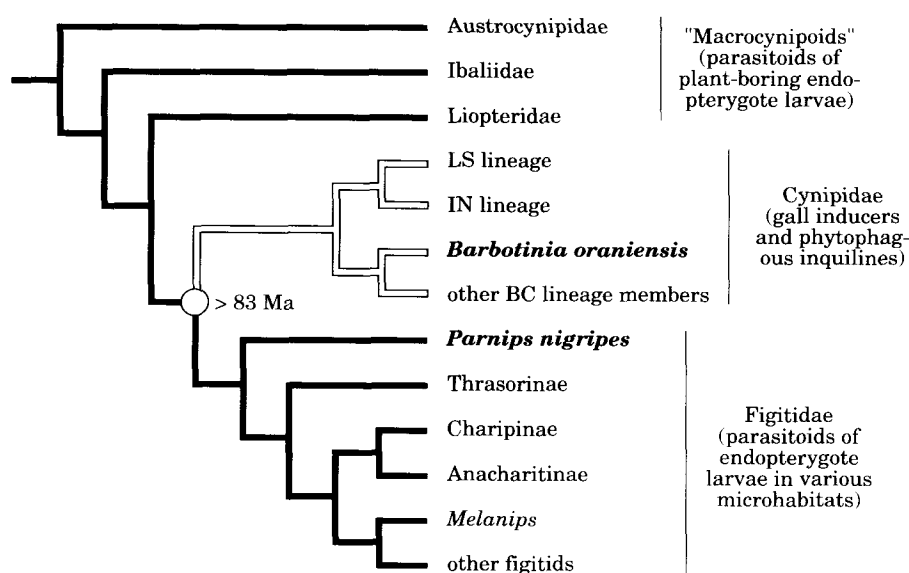 Austrocynipidae
Ibaliidae
Liopteridae
"Macrocynipoids"
(parasitoids of
plant-boring endo-
pterygote larvae)
LS lineage
IN lineage
Barbotinia oraniensis
other BC lineage members
Cynipidae
(gall inducers
and phytophag-
ous inquilines)
> 83 Ma
Parnips nigripes
Thrasorinae
Charipinae
Anacharitinae
Melanips
other figitids
Figitidae
(parasitoids of
endopterygote
larvae in various
microhabitats)